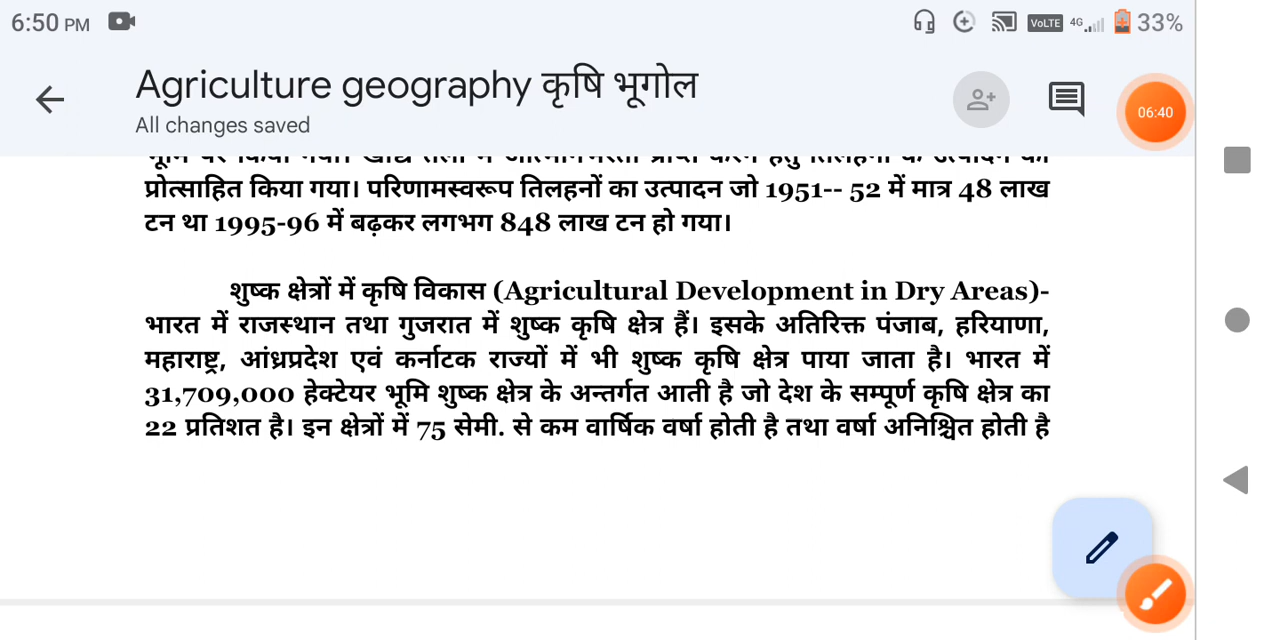 6:50 PM
VoLTE 4G 33%
Agriculture geography कृषि भूगोल
All changes saved
06:40
प्रोत्साहित किया गया। परिणामस्वरूप तिलहनों का उत्पादन जो 1951-- 52 में मात्र 48 लाख
टन था 1995-96 में बढ़कर लगभग 848 लाख टन हो गया।
शुष्क क्षेत्रों में कृषि विकास (Agricultural Development in Dry Areas)-
भारत में राजस्थान तथा गुजरात में शुष्क कृषि क्षेत्र हैं। इसके अतिरिक्त पंजाब, हरियाणा,
महाराष्ट्र, आंध्रप्रदेश एवं कर्नाटक राज्यों में भी शुष्क कृषि क्षेत्र पाया जाता है। भारत में
31,709,000 हेक्टेयर भूमि शुष्क क्षेत्र के अन्तर्गत आती है जो देश के सम्पूर्ण कृषि क्षेत्र का
22 प्रतिशत है। इन क्षेत्रों में 75 सेमी. से कम वार्षिक वर्षा होती है तथा वर्षा अनिश्चित होती है